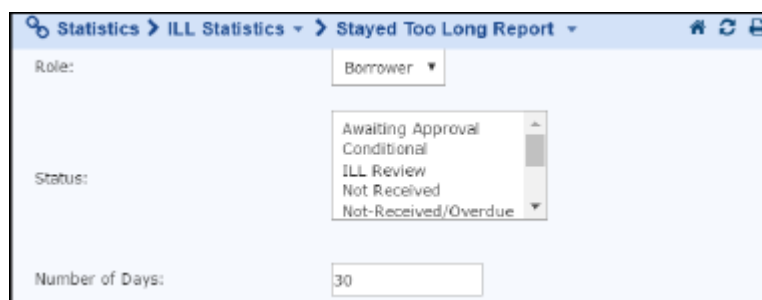 Statistics > ILL Statistics > Stayed Too Long Report
Role: Borrower
Awaiting Approval
Conditional
ILL Review
Status:
Not Received
Not-Received/Overdue
Number of Days: 30